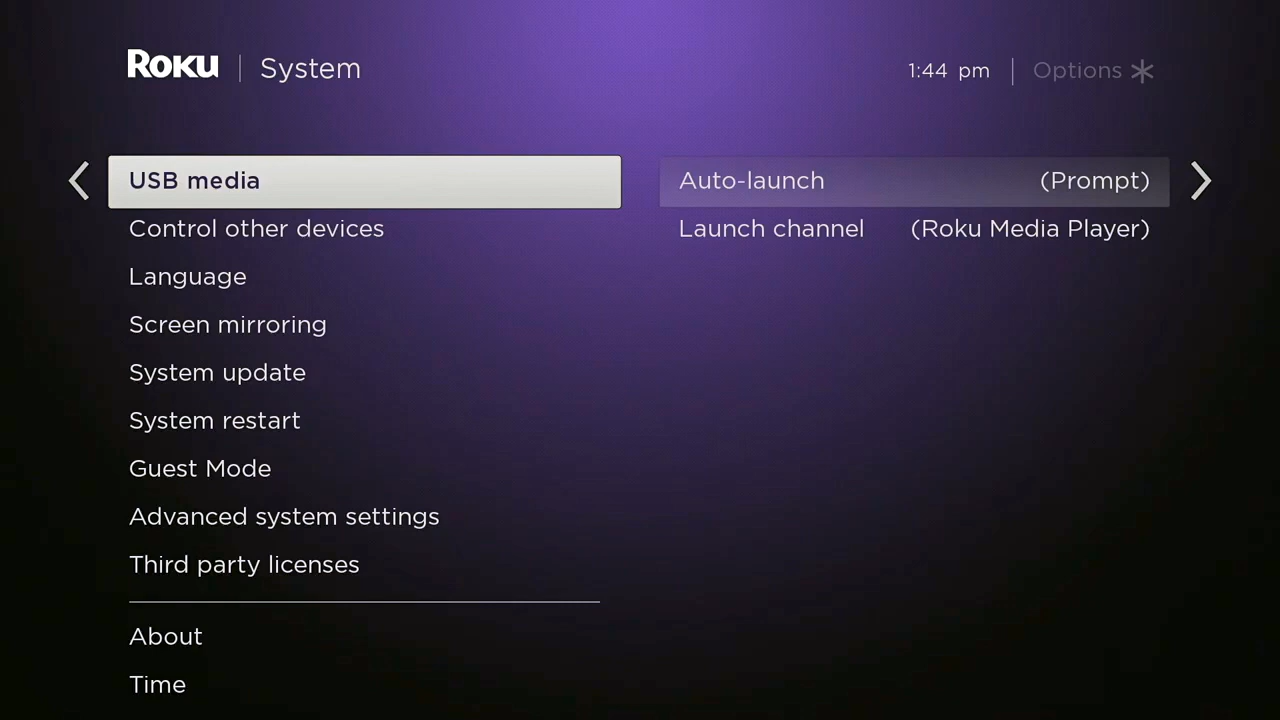 Roku System 1:44 pm Options
USB media
Control other devices
Language
Screen mirroring
System update
System restart
Guest Mode
Advanced system settings
Third party licenses
About
Time
Auto-launch (Prompt)
Launch channel (Roku Media Player)